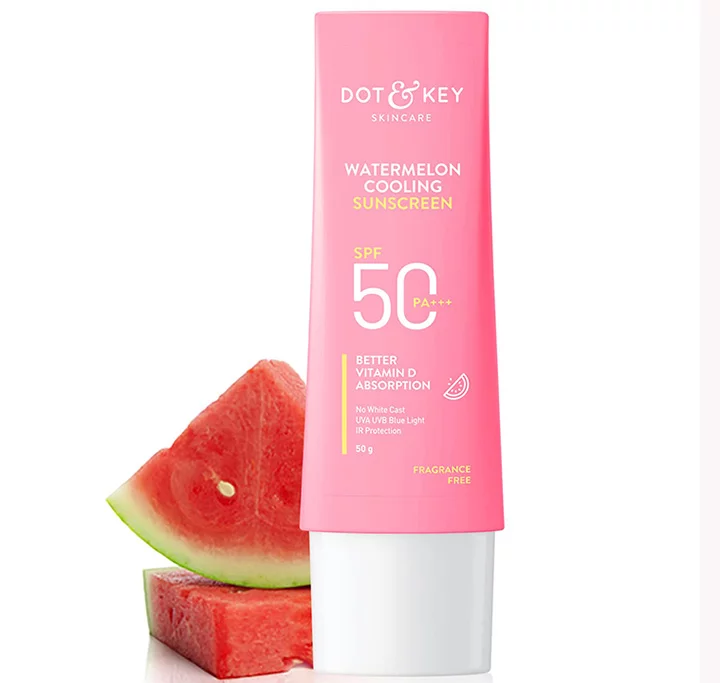 DOT & KEY
SKINCARE
WATERMELON
COOLING
SUNSCREEN
SPF
50
PA+++
BETTER
VITAMIN D
ABSORPTION
No White Cast
UVA UVB Blue Light
IR Protection
50 g
FRAGRANCE
FREE